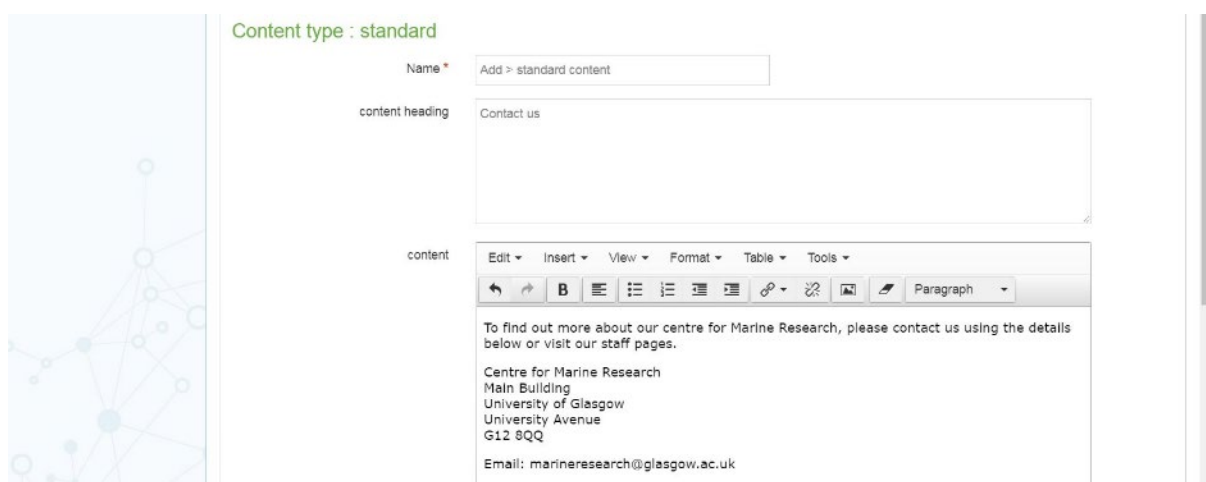 Content type : standard
Name *
Add > standard content
content heading
Contact us
content
Edit Insert View Format Table Tools
B Paragraph
To find out more about our centre for Marine Research, please contact us using the details
below or visit our staff pages.
Centre for Marine Research
Main Building
University of Glasgow
University Avenue
G12 8QQ
Email: marineresearch@glasgow.ac.uk